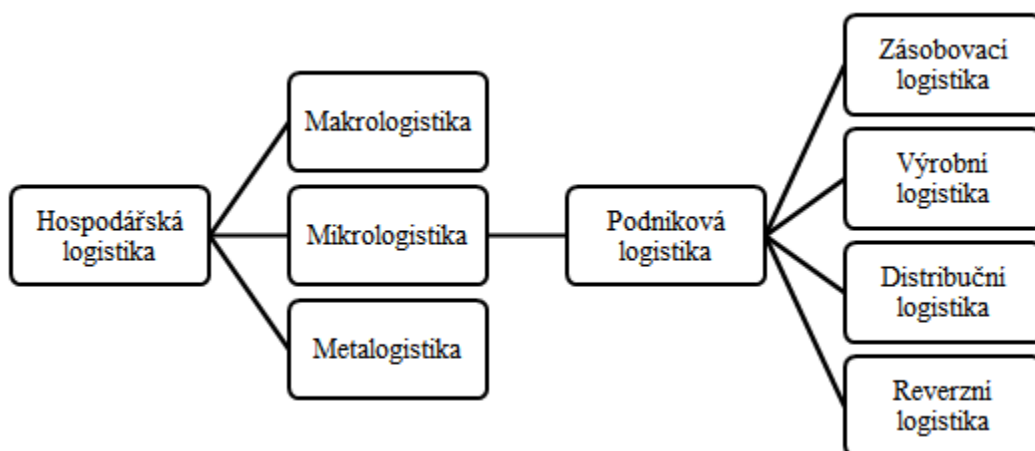 Hospodářská
logistika
Makrologistika
Mikrologistika
Metalogistika
Podniková
logistika
Zásobovací
logistika
Výrobní
logistika
Distribuční
logistika
Reverzní
logistika